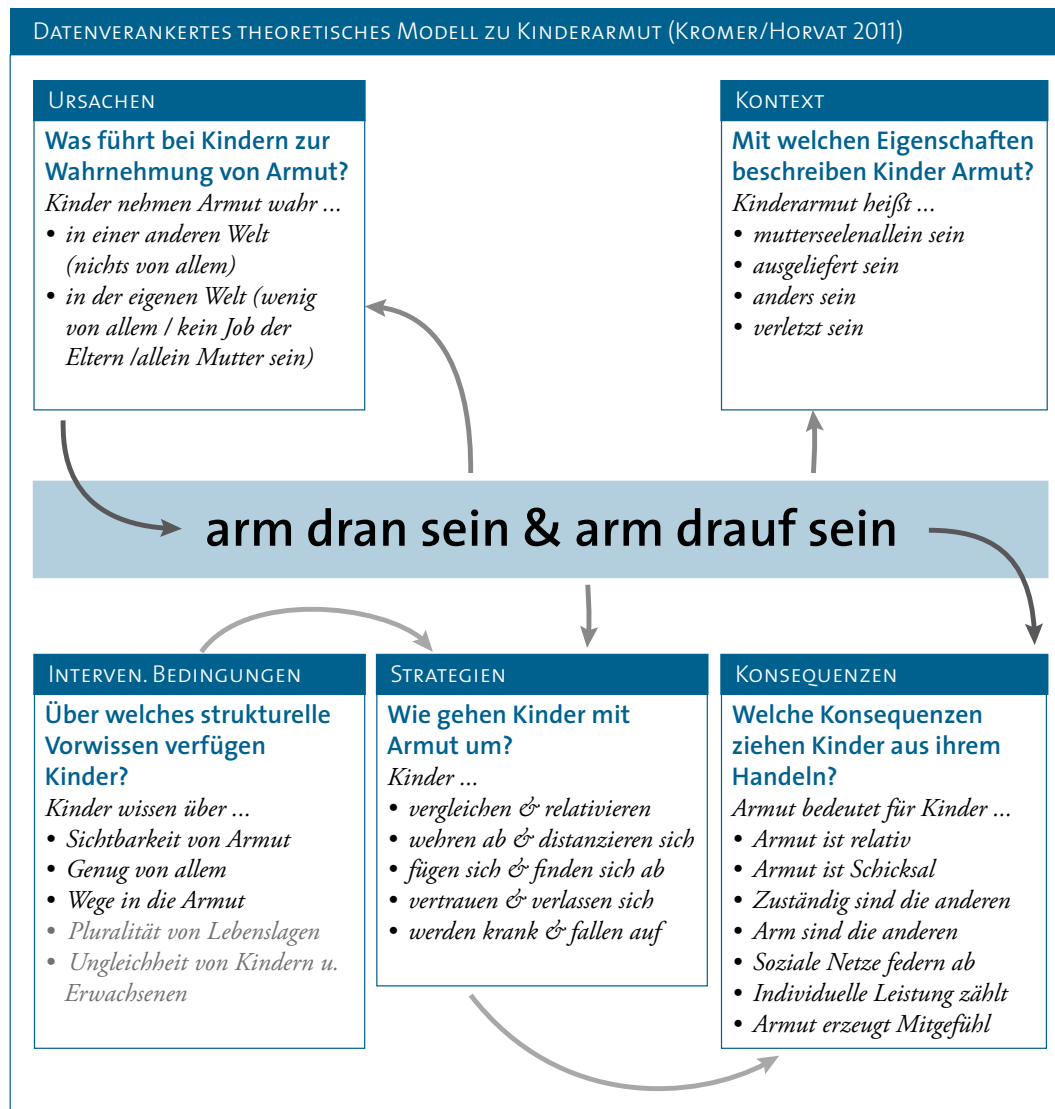 Datenverankertes theoretisches Modell zu Kinderarmut (Kromer/Horvat 2011)
Ursachen
Was führt bei Kindern zur
Wahrnehmung von Armut?
Kinder nehmen Armut wahr ...
• in einer anderen Welt
(nichts von allem)
• in der eigenen Welt (wenig
von allem / kein Job der
Eltern /allein Mutter sein)
Kontext
Mit welchen Eigenschaften
beschreiben Kinder Armut?
Kinderarmut heißt ...
• mutterseelenallein sein
• ausgeliefert sein
• anders sein
• verletzt sein
arm dran sein & arm drauf sein
Interven. Bedingungen
Über welches strukturelle
Vorwissen verfügen
Kinder?
Kinder wissen über ...
• Sichtbarkeit von Armut
• Genug von allem
• Wege in die Armut
• Pluralität von Lebenslagen
• Ungleichheit von Kindern u.
Erwachsenen
Strategien
Wie gehen Kinder mit
Armut um?
Kinder ...
• vergleichen & relativieren
• wehren ab & distanzieren sich
• fügen sich & finden sich ab
• vertrauen & verlassen sich
• werden krank & fallen auf
Konsequenzen
Welche Konsequenzen
ziehen Kinder aus ihrem
Handeln?
Armut bedeutet für Kinder ...
• Armut ist relativ
• Armut ist Schicksal
• Zuständig sind die anderen
• Arm sind die anderen
• Soziale Netze federn ab
• Individuelle Leistung zählt
• Armut erzeugt Mitgefühl